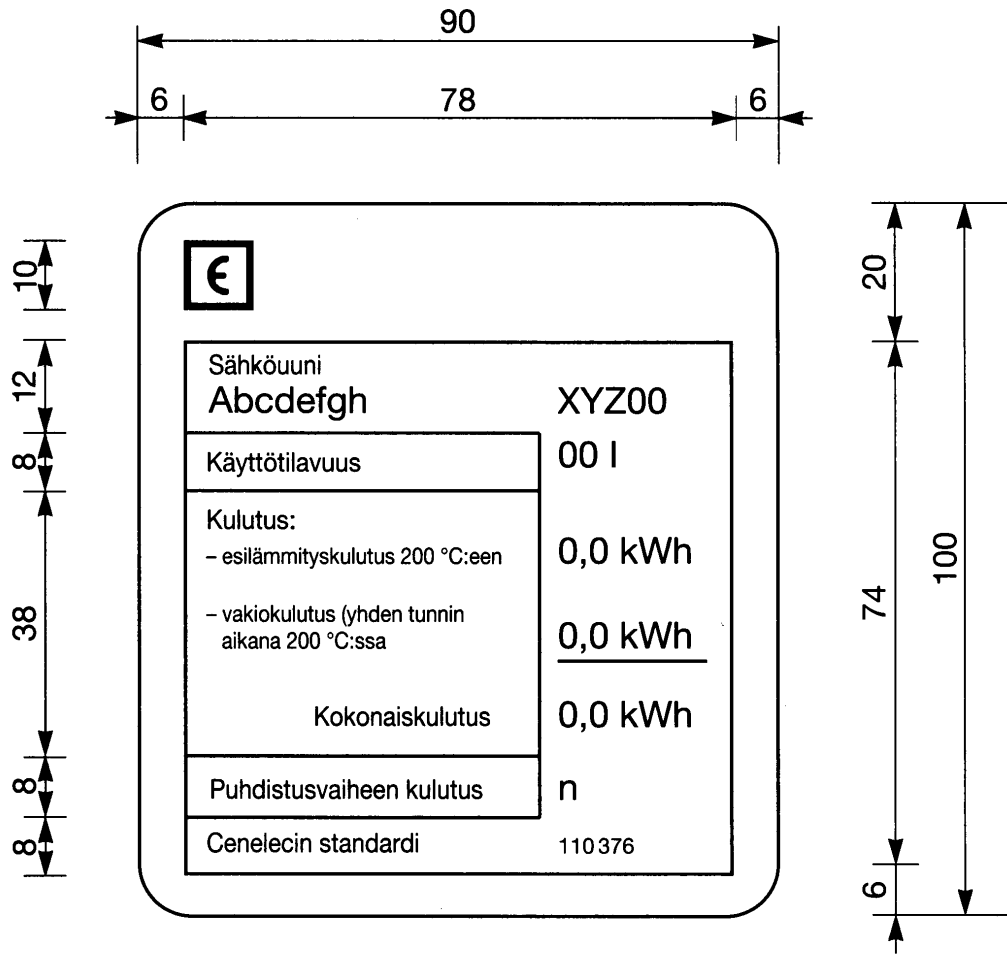 90
6 78 6
10
20
Sähköuuni
Abcdefgh XYZ00
12
Käyttötilavuus 00 l
8
Kulutus:
– esilämmityskulutus 200 °C:een 0,0 kWh
– vakiokulutus (yhden tunnin
aikana 200 °C:ssa 0,0 kWh
38
74
100
Kokonaiskulutus 0,0 kWh
Puhdistusvaiheen kulutus n
8
Cenelecin standardi 110 376
8
6